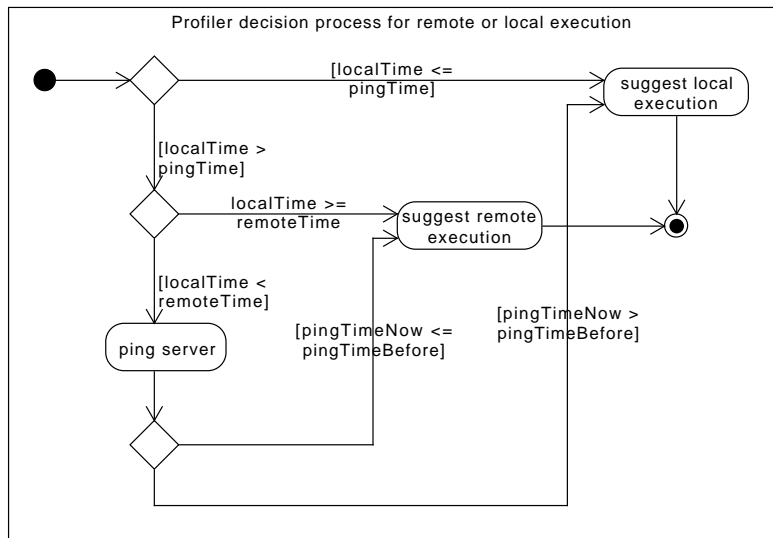 Profiler decision process for remote or local execution
[localTime <=
pingTime]
suggest local
execution
[localTime >
pingTime]
localTime >=
remoteTime
suggest remote
execution
[localTime <
remoteTime]
[pingTimeNow <=
pingTimeBefore]
[pingTimeNow >
pingTimeBefore]
ping server